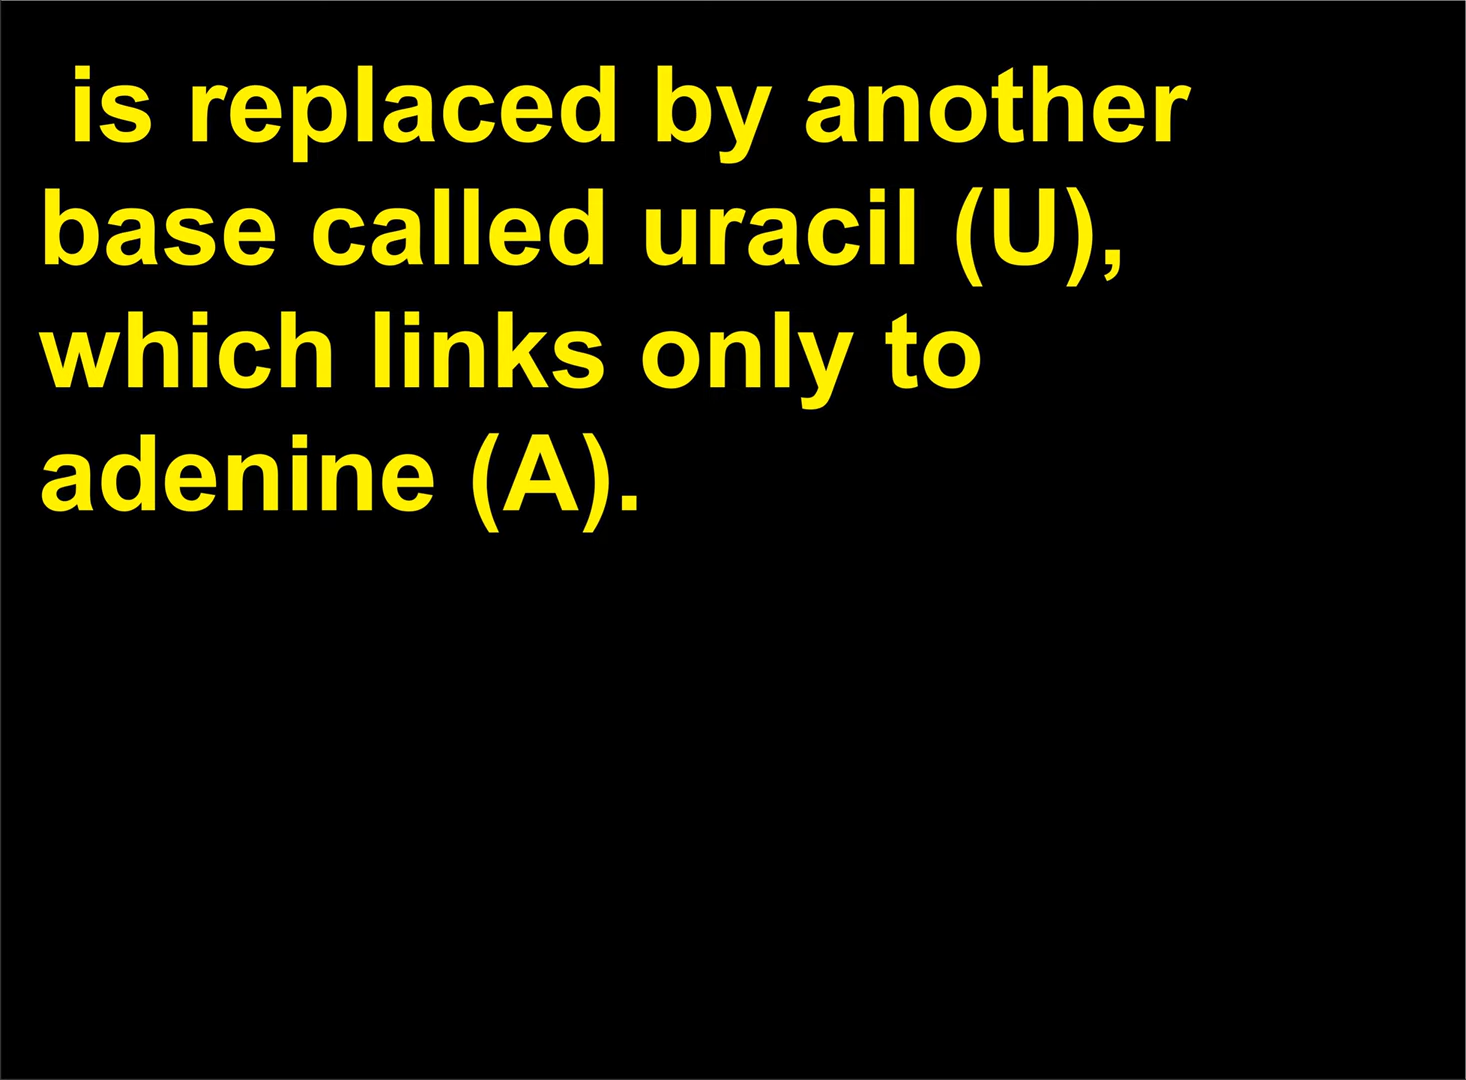 is replaced by another
base called uracil (U),
which links only to
adenine (A).